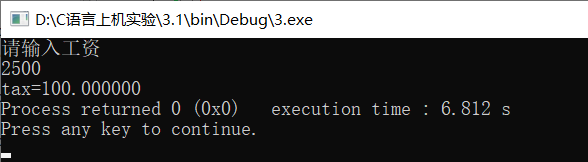 D:\C语言上机实验\3.1\bin\Debug\3.exe
请输入工资
2500
tax=100.000000
Process returned 0 (0x0)   execution time : 6.812 s
Press any key to continue.